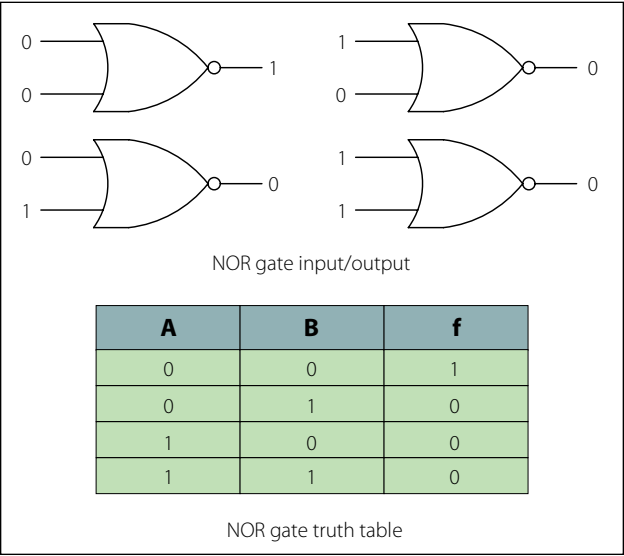 0 1 1 0
0 0
0 0 1 0
1 1
NOR gate input/output
A B f
0 0 1
0 1 0
1 0 0
1 1 0
NOR gate truth table